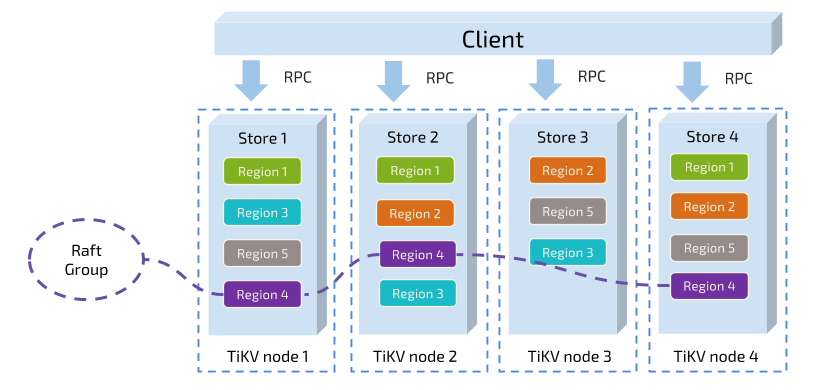 Client
RPC
RPC
RPC
RPC
Store 1
Region 1
Region 3
Region 5
Region 4
TiKV node 1
Store 2
Region 1
Region 2
Region 4
Region 3
TiKV node 2
Store 3
Region 2
Region 5
Region 3
TiKV node 3
Store 4
Region 1
Region 2
Region 5
Region 4
TiKV node 4
Raft
Group